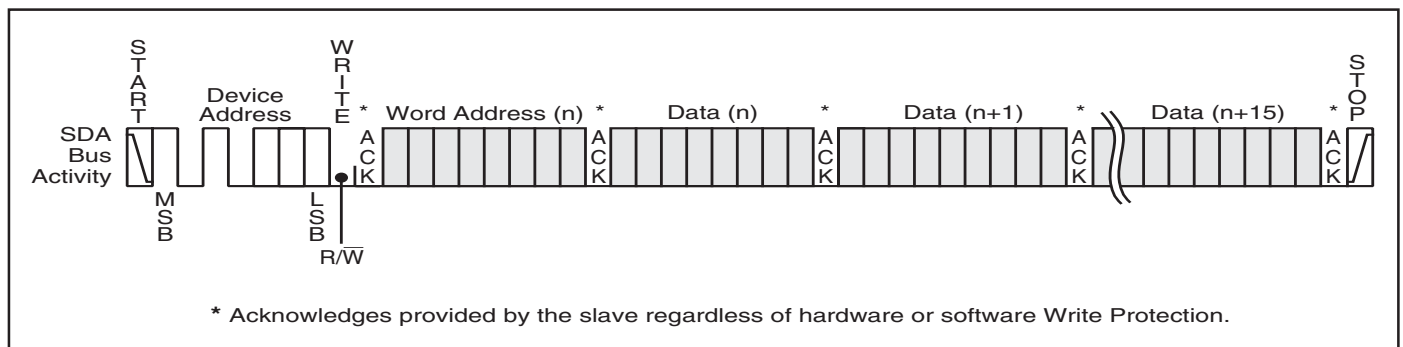 START
WRITE
STOP
Device
Address
* Word Address (n) * Data (n) * Data (n+1) * Data (n+15) *
SDA
Bus
Activity
ACK
ACK
ACK
ACK
ACK
MSB
LSB
R/W̅
* Acknowledges provided by the slave regardless of hardware or software Write Protection.